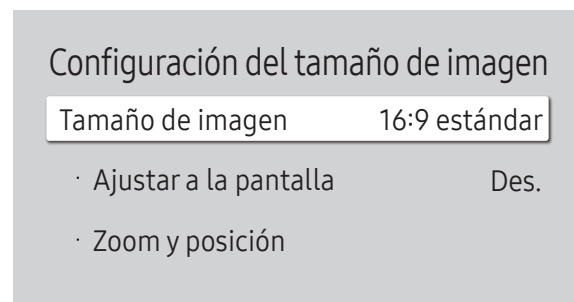 Configuración del tamaño de imagen
Tamaño de imagen 16:9 estándar
· Ajustar a la pantalla Des.
· Zoom y posición